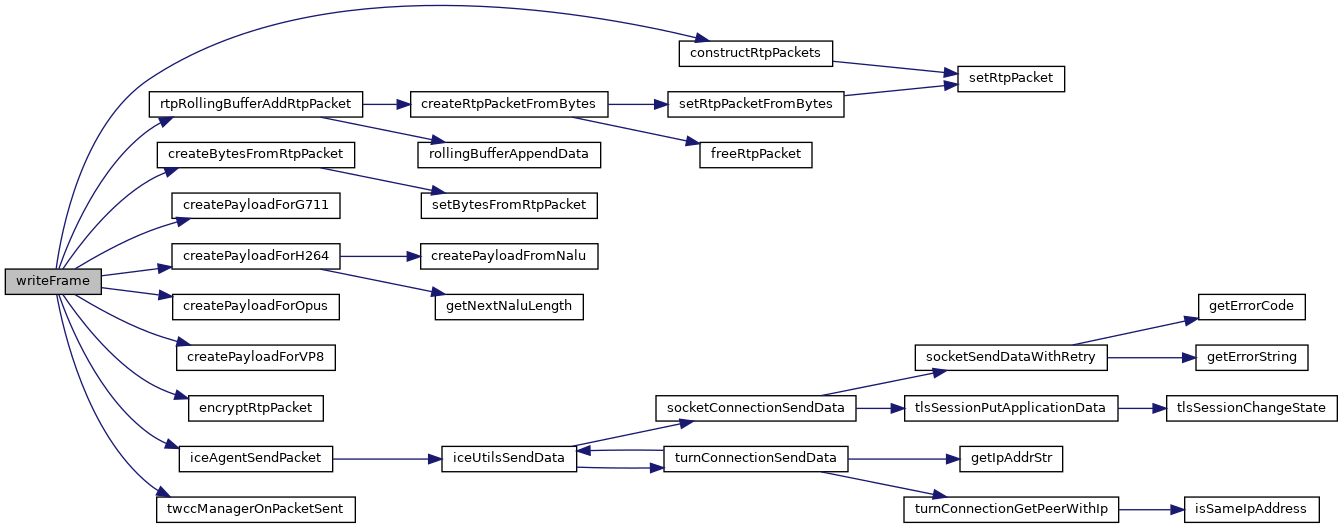 writeFrame
constructRtpPackets
setRtpPacket
rtpRollingBufferAddRtpPacket
createRtpPacketFromBytes
setRtpPacketFromBytes
rollingBufferAppendData
freeRtpPacket
createBytesFromRtpPacket
setBytesFromRtpPacket
createPayloadForG711
createPayloadForH264
createPayloadFromNalu
getNextNaluLength
createPayloadForOpus
createPayloadForVP8
encryptRtpPacket
iceAgentSendPacket
iceUtilsSendData
socketConnectionSendData
socketSendDataWithRetry
getErrorCode
getErrorString
tlsSessionPutApplicationData
tlsSessionChangeState
turnConnectionSendData
getIpAddrStr
turnConnectionGetPeerWithIp
isSameIpAddress
twccManagerOnPacketSent